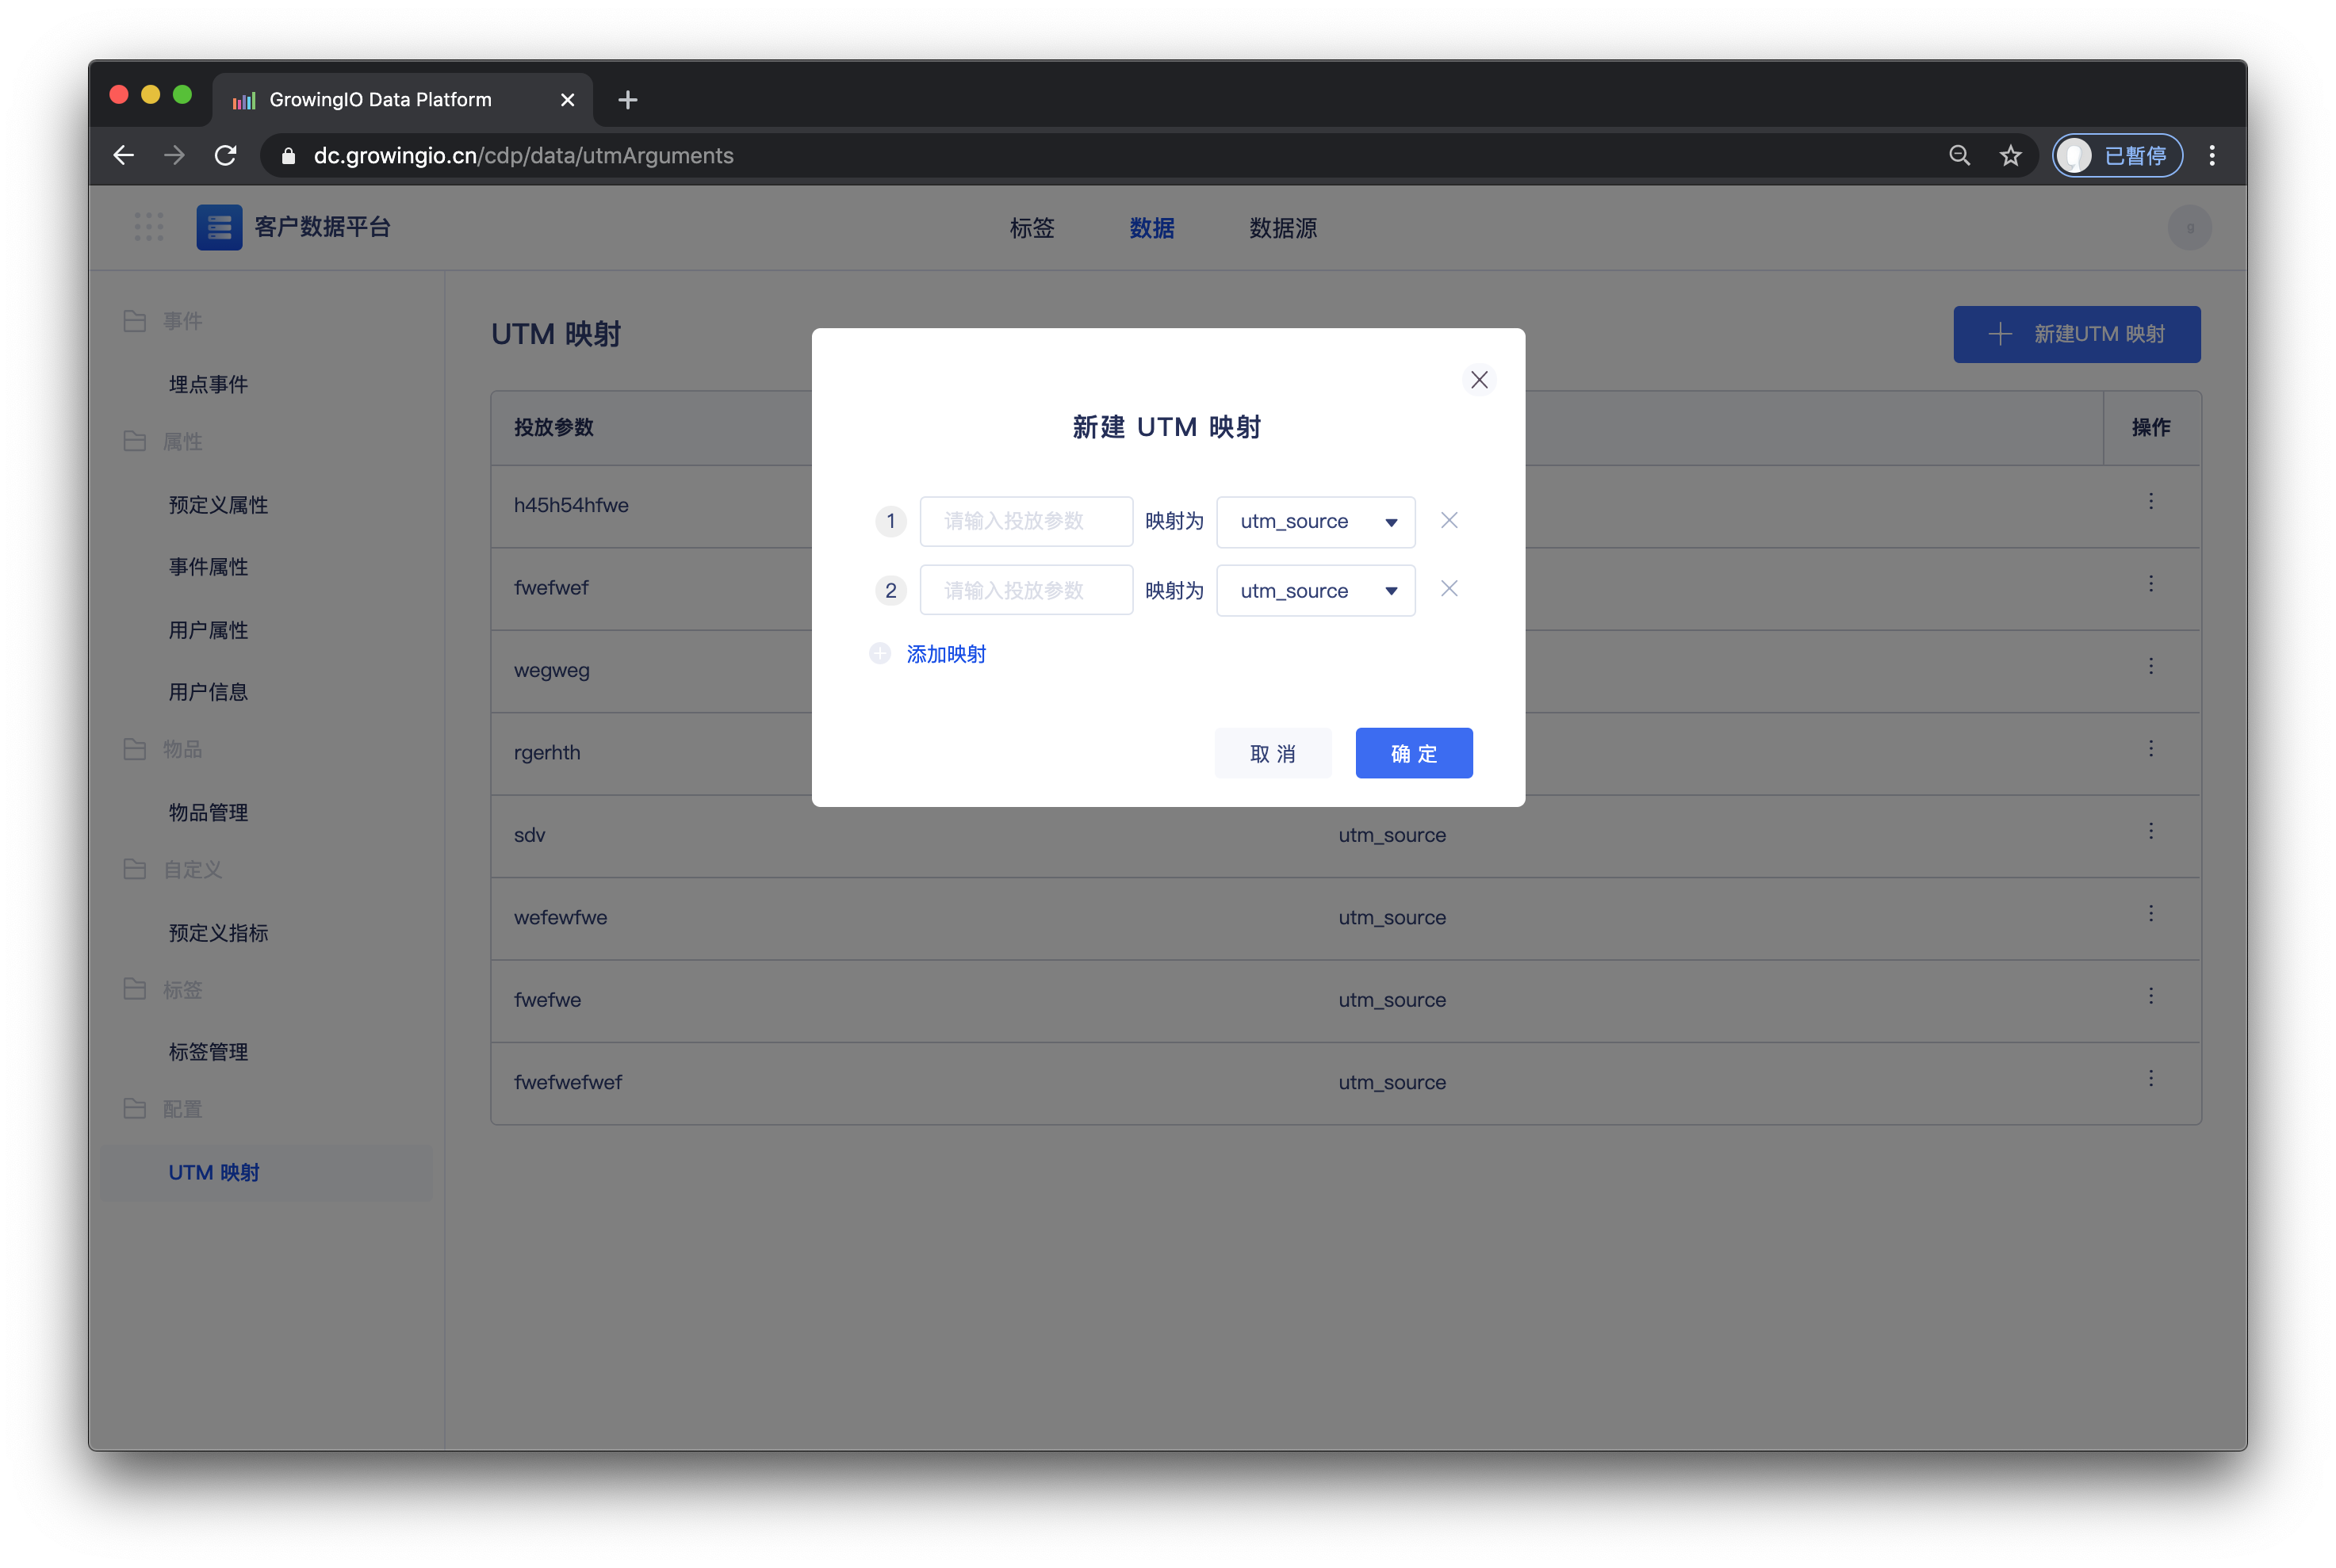 GrowingIO Data Platform
dc.growingio.cn/cdp/data/utmArguments
已暂停
客户数据平台
标签
数据
数据源
g
事件
埋点事件
属性
预定义属性
事件属性
用户属性
用户信息
物品
物品管理
自定义
预定义指标
标签
标签管理
配置
UTM 映射
UTM 映射
新建UTM 映射
投放参数
操作
h45h54hfwe
fwefwef
wegweg
rgerhth
sdv utm_source
wefewfwe utm_source
fwefwe utm_source
fwefwefwef utm_source
新建 UTM 映射
1 请输入投放参数 映射为 utm_source
2 请输入投放参数 映射为 utm_source
添加映射
取 消
确 定